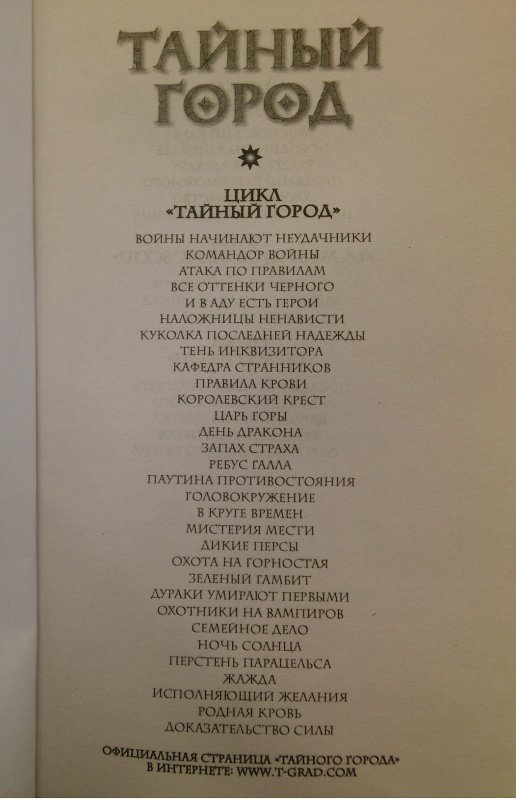 ТАЙНЫЙ
ГОРОД
ЦИКЛ
«ТАЙНЫЙ ГОРОД»
ВОЙНЫ НАЧИНАЮТ НЕУДАЧНИКИ
КОМАНДОР ВОЙНЫ
АТАКА ПО ПРАВИЛАМ
ВСЕ ОТТЕНКИ ЧЕРНОГО
И В АДУ ЕСТЬ ГЕРОИ
НАЛОЖНИЦЫ НЕНАВИСТИ
КУКОЛКА ПОСЛЕДНЕЙ НАДЕЖДЫ
ТЕНЬ ИНКВИЗИТОРА
КАФЕДРА СТРАННИКОВ
ПРАВИЛА КРОВИ
КОРОЛЕВСКИЙ КРЕСТ
ЦАРЬ ГОРЫ
ДЕНЬ ДРАКОНА
ЗАПАХ СТРАХА
РЕБУС ГАЛЛА
ПАУТИНА ПРОТИВОСТОЯНИЯ
ГОЛОВОКРУЖЕНИЕ
В КРУГЕ ВРЕМЕН
МИСТЕРИЯ МЕСТИ
ДИКИЕ ПЕРСЫ
ОХОТА НА ГОРНОСТАЯ
ЗЕЛЕНЫЙ ГАМБИТ
ДУРАКИ УМИРАЮТ ПЕРВЫМИ
ОХОТНИКИ НА ВАМПИРОВ
СЕМЕЙНОЕ ДЕЛО
НОЧЬ СОЛНЦА
ПЕРСТЕНЬ ПАРАЦЕЛЬСА
ЖАЖДА
ИСПОЛНЯЮЩИЙ ЖЕЛАНИЯ
РОДНАЯ КРОВЬ
ДОКАЗАТЕЛЬСТВО СИЛЫ
ОФИЦИАЛЬНАЯ СТРАНИЦА «ТАЙНОГО ГОРОДА»
В ИНТЕРНЕТЕ: WWW.T-GRAD.COM